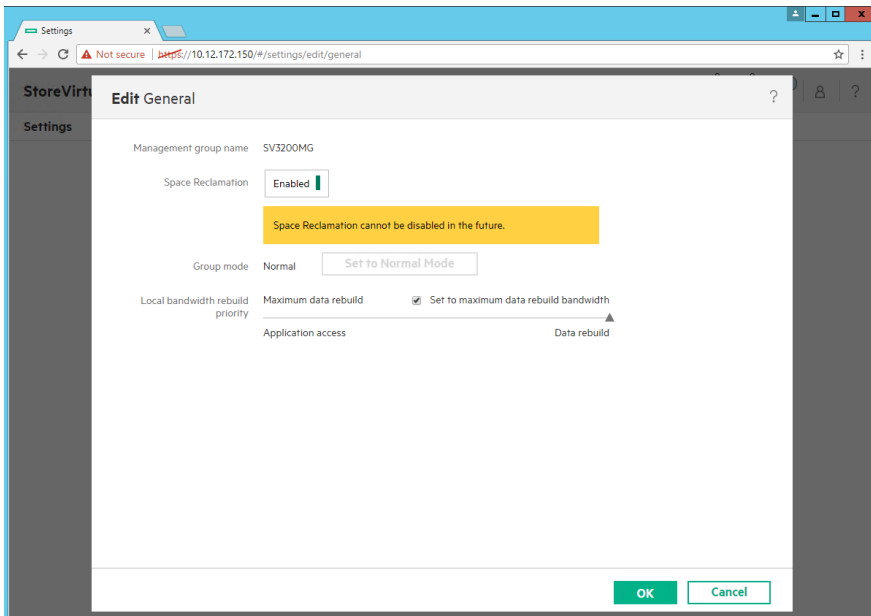 Settings
Not secure | https://10.12.172.150/#/settings/edit/general
StoreVirtu
Edit General
?
?
Settings
Management group name SV3200MG
Space Reclamation Enabled
Space Reclamation cannot be disabled in the future.
Group mode Normal Set to Normal Mode
Local bandwidth rebuild priority Maximum data rebuild Set to maximum data rebuild bandwidth
Application access Data rebuild
OK Cancel